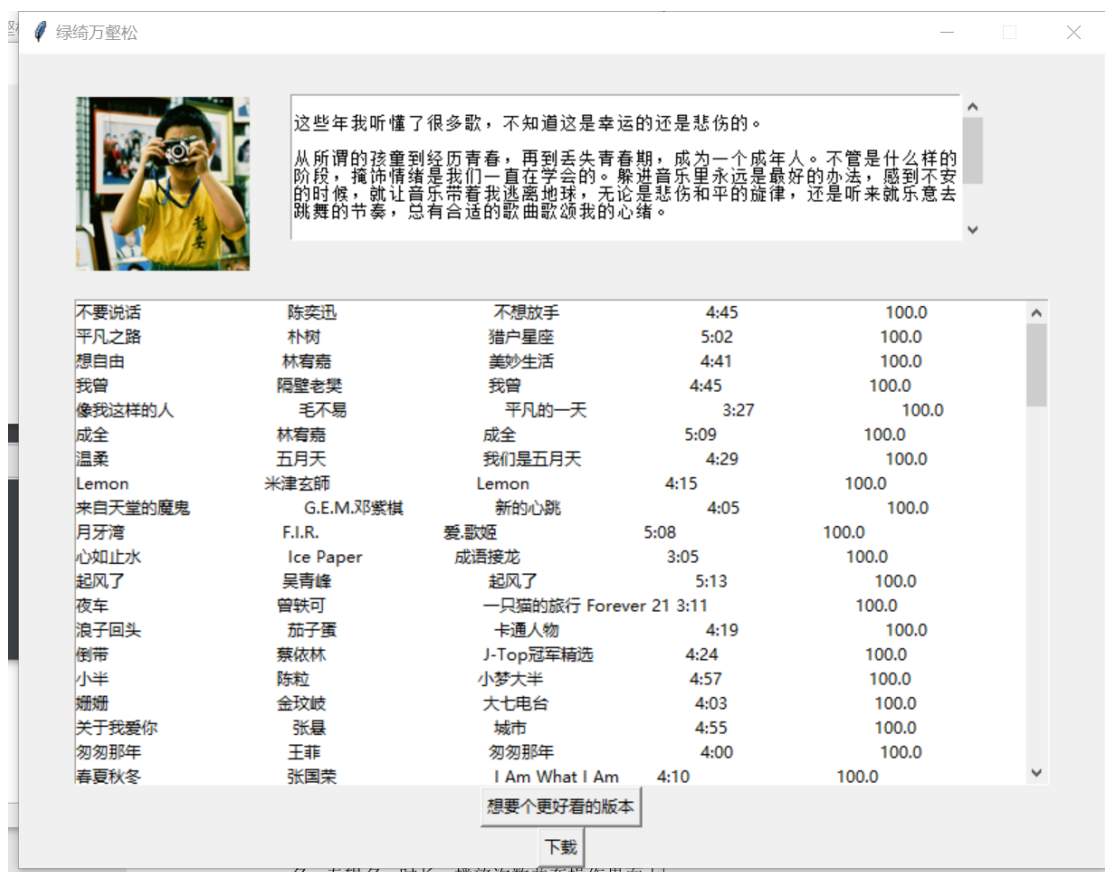 绿绮万壑松
这些年我听懂了很多歌，不知道这是幸运的还是悲伤的。
从所谓的孩童到经历青春，再到丢失青春期，成为一个成年人。不管是什么样的
阶段，掩饰情绪是我们一直在学会的。躲进音乐里永远是最好的办法，感到不安
的时候，就让音乐带着我逃离地球，无论是悲伤和平的旋律，还是听来就乐意去
跳舞的节奏，总有合适的歌曲歌颂我的心绪。
不要说话 陈奕迅 不想放手 4:45 100.0
平凡之路 朴树 猎户星座 5:02 100.0
想自由 林宥嘉 美妙生活 4:41 100.0
我曾 隔壁老樊 我曾 4:45 100.0
像我这样的人 毛不易 平凡的一天 3:27 100.0
成全 林宥嘉 成全 5:09 100.0
温柔 五月天 我们是五月天 4:29 100.0
Lemon 米津玄師 Lemon 4:15 100.0
来自天堂的魔鬼 G.E.M.邓紫棋 新的心跳 4:05 100.0
月牙湾 F.I.R. 爱.歌姬 5:08 100.0
心如止水 Ice Paper 成语接龙 3:05 100.0
起风了 吴青峰 起风了 5:13 100.0
夜车 曾轶可 一只猫的旅行 Forever 21 3:11 100.0
浪子回头 茄子蛋 卡通人物 4:19 100.0
倒带 蔡依林 J-Top冠军精选 4:24 100.0
小半 陈粒 小梦大半 4:57 100.0
姗姗 金玟岐 大七电台 4:03 100.0
关于我爱你 张悬 城市 4:55 100.0
匆匆那年 王菲 匆匆那年 4:00 100.0
春夏秋冬 张国荣 I Am What I Am 4:10 100.0
想要个更好看的版本
下载